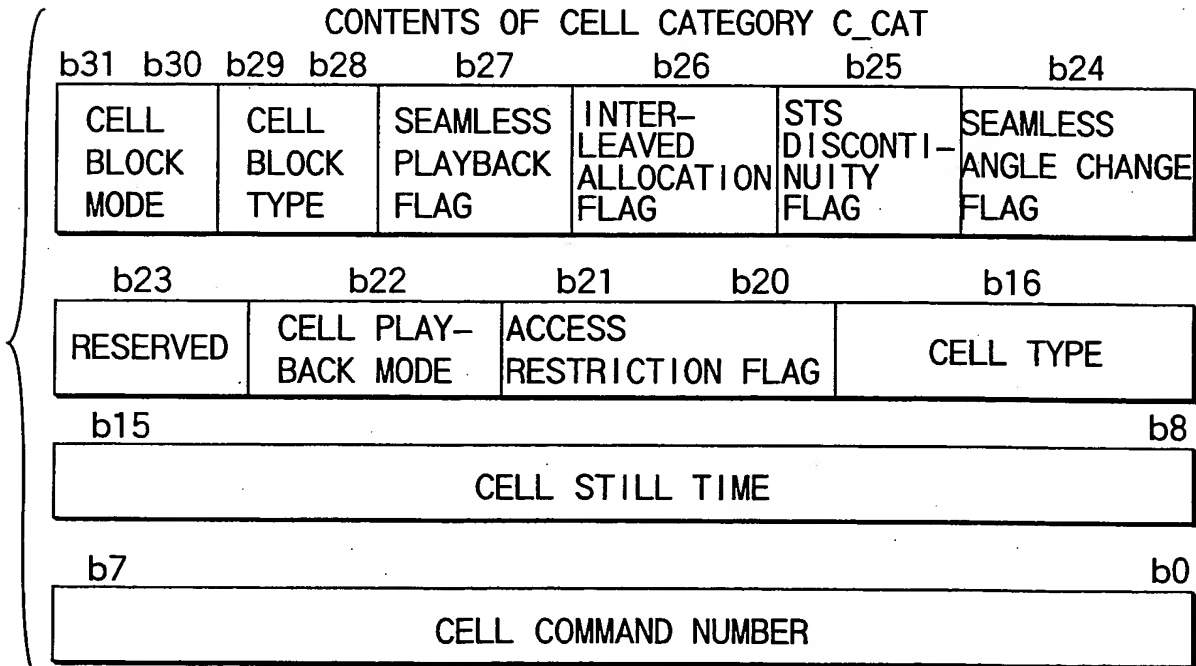 CONTENTS OF CELL CATEGORY C_CAT
b31 b30 b29 b28 b27 b26 b25 b24
CELL
BLOCK
MODE
CELL
BLOCK
TYPE
SEAMLESS
PLAYBACK
FLAG
INTER-
LEAVED
ALLOCATION
FLAG
STS
DISCONTI-
NUITY
FLAG
SEAMLESS
ANGLE CHANGE
FLAG
b23 b22 b21 b20 b16
RESERVED
CELL PLAY-
BACK MODE
ACCESS
RESTRICTION FLAG
CELL TYPE
b15 b8
CELL STILL TIME
b7 b0
CELL COMMAND NUMBER